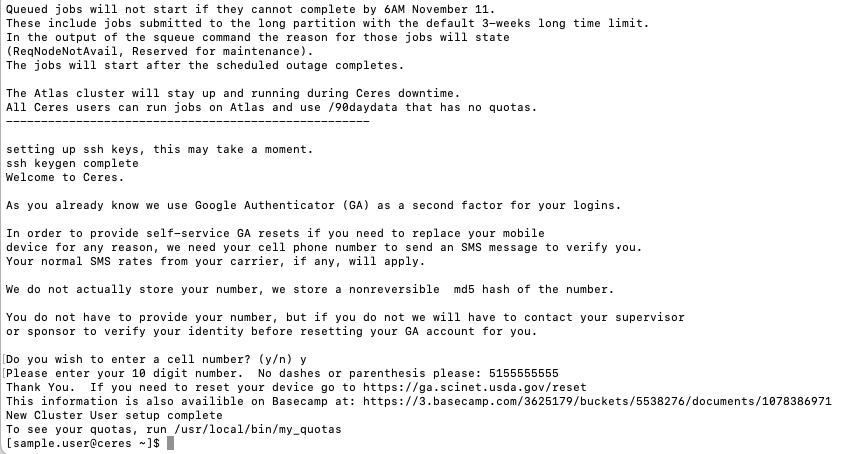 Queued jobs will not start if they cannot complete by 6AM November 11.
These include jobs submitted to the long partition with the default 3-weeks long time limit.
In the output of the squeue command the reason for those jobs will state
(ReqNodeNotAvail, Reserved for maintenance).
The jobs will start after the scheduled outage completes.

The Atlas cluster will stay up and running during Ceres downtime.
All Ceres users can run jobs on Atlas and use /90daydata that has no quotas.
----------------------------------------------------

setting up ssh keys, this may take a moment.
ssh keygen complete
Welcome to Ceres.

As you already know we use Google Authenticator (GA) as a second factor for your logins.

In order to provide self-service GA resets if you need to replace your mobile
device for any reason, we need your cell phone number to send an SMS message to verify you.
Your normal SMS rates from your carrier, if any, will apply.

We do not actually store your number, we store a nonreversible  md5 hash of the number.

You do not have to provide your number, but if you do not we will have to contact your supervisor
or sponsor to verify your identity before resetting your GA account for you.

Do you wish to enter a cell number? (y/n) y
Please enter your 10 digit number.  No dashes or parenthesis please: 5155555555
Thank You.  If you need to reset your device go to https://ga.scinet.usda.gov/reset
This information is also availible on Basecamp at: https://3.basecamp.com/3625179/buckets/5538276/documents/1078386971
New Cluster User setup complete
To see your quotas, run /usr/local/bin/my_quotas
[sample.user@ceres ~]$